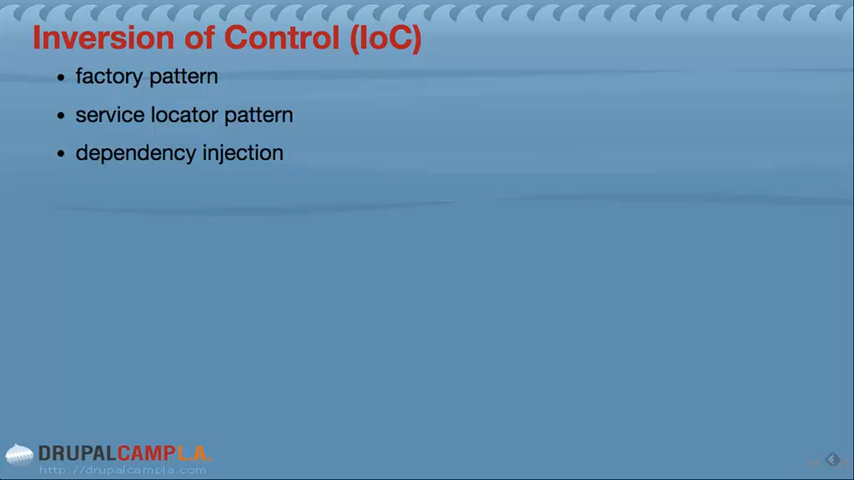 Inversion of Control (IoC)
• factory pattern
• service locator pattern
• dependency injection
DRUPALCAMPL.A.
http://drupalcampla.com